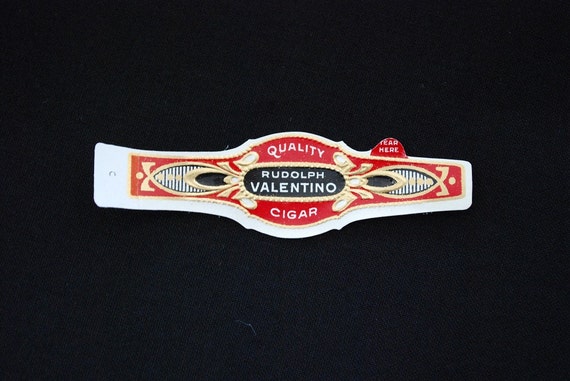 QUALITY
RUDOLPH
VALENTINO
CIGAR
TEAR
HERE